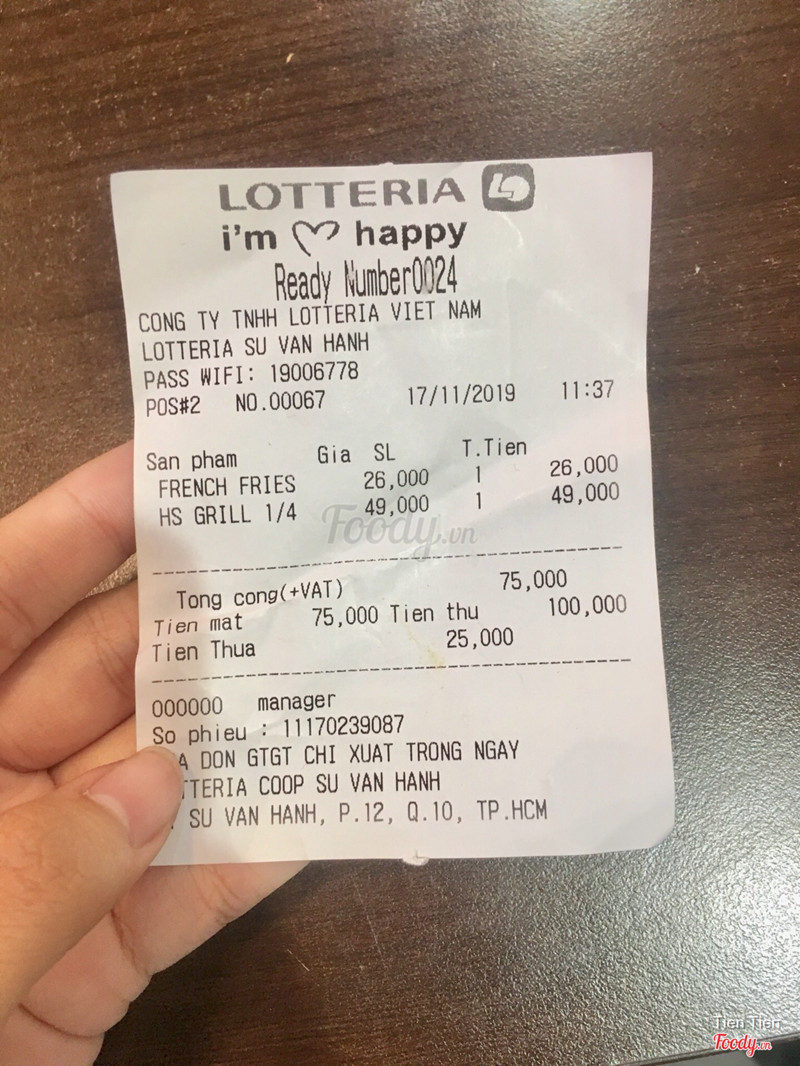 LOTTERIA
i'm happy
Ready Number0024
CONG TY TNHH LOTTERIA VIET NAM
LOTTERIA SU VAN HANH
PASS WIFI: 19006778
POS#2 NO.00067 17/11/2019 11:37
San pham Gia SL T.Tien
FRENCH FRIES 26,000 1 26,000
HS GRILL 1/4 49,000 1 49,000
Foody.vn
Tong cong(+VAT) 75,000
Tien mat 75,000 Tien thu 100,000
Tien Thua 25,000
000000 manager
So phieu : 11170239087
A DON GTGT CHI XUAT TRONG NGAY
TTERIA COOP SU VAN HANH
SU VAN HANH, P.12, Q.10, TP.HCM
Tien Tien
Foody.vn